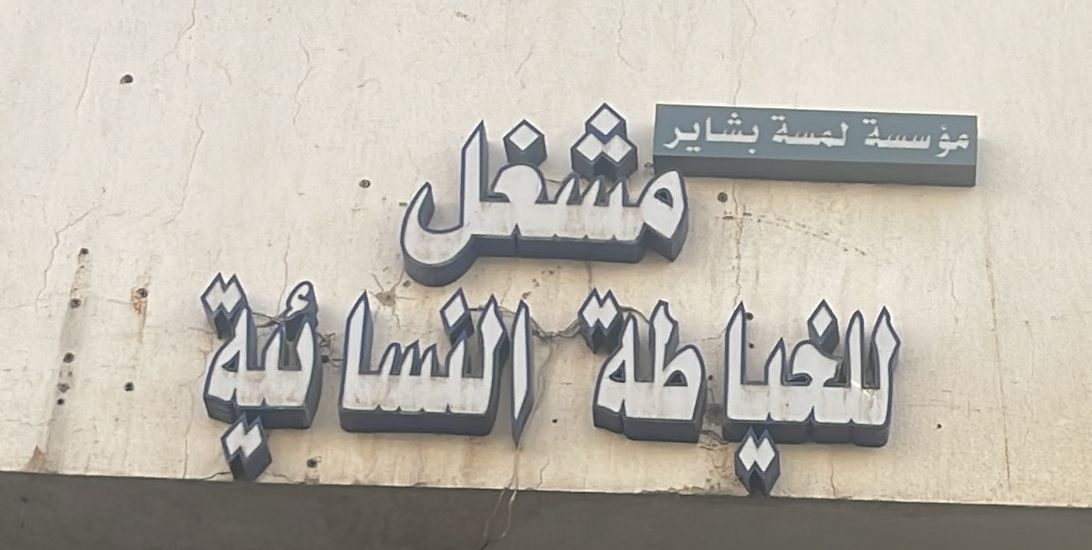 مؤسسة لمسة بشاير
مشغل
للخياطة النسائية